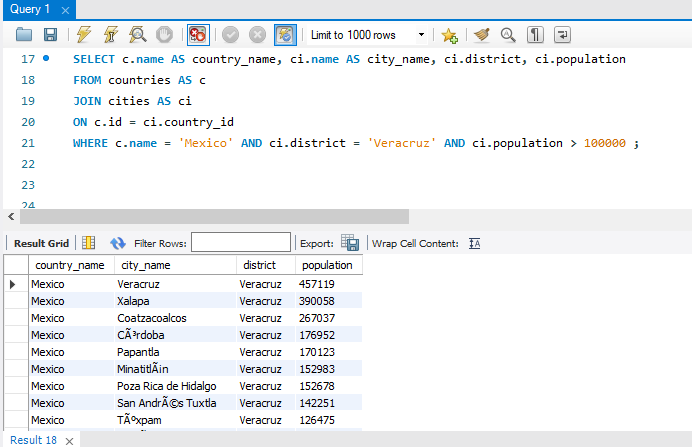 Query 1
Limit to 1000 rows
17 SELECT c.name AS country_name, ci.name AS city_name, ci.district, ci.population
18 FROM countries AS c
19 JOIN cities AS ci
20 ON c.id = ci.country_id
21 WHERE c.name = 'Mexico' AND ci.district = 'Veracruz' AND ci.population > 100000 ;
22
23
24
Result Grid Filter Rows: Export: Wrap Cell Content:
country_name city_name district population
Mexico Veracruz Veracruz 457119
Mexico Xalapa Veracruz 390058
Mexico Coatzacoalcos Veracruz 267037
Mexico CÃ³rdoba Veracruz 176952
Mexico Papantla Veracruz 170123
Mexico MinatitlÃin Veracruz 152983
Mexico Poza Rica de Hidalgo Veracruz 152678
Mexico San AndrÃ©s Tuxtla Veracruz 142251
Mexico TÃºxpam Veracruz 126475
Result 18